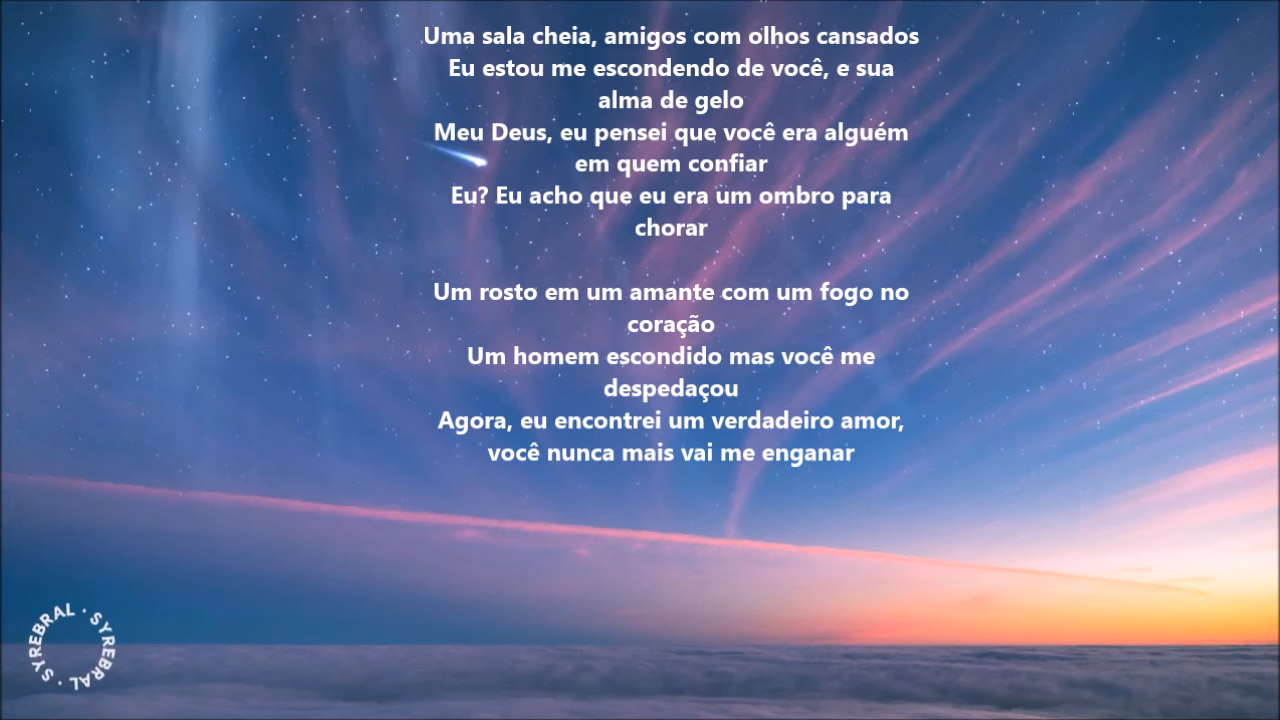 Uma sala cheia, amigos com olhos cansados
Eu estou me escondendo de você, e sua
alma de gelo
Meu Deus, eu pensei que você era alguém
em quem confiar
Eu? Eu acho que eu era um ombro para
chorar
Um rosto em um amante com um fogo no
coração
Um homem escondido mas você me
despedaçou
Agora, eu encontrei um verdadeiro amor,
você nunca mais vai me enganar
SYREBRAL · SYREBRAL ·